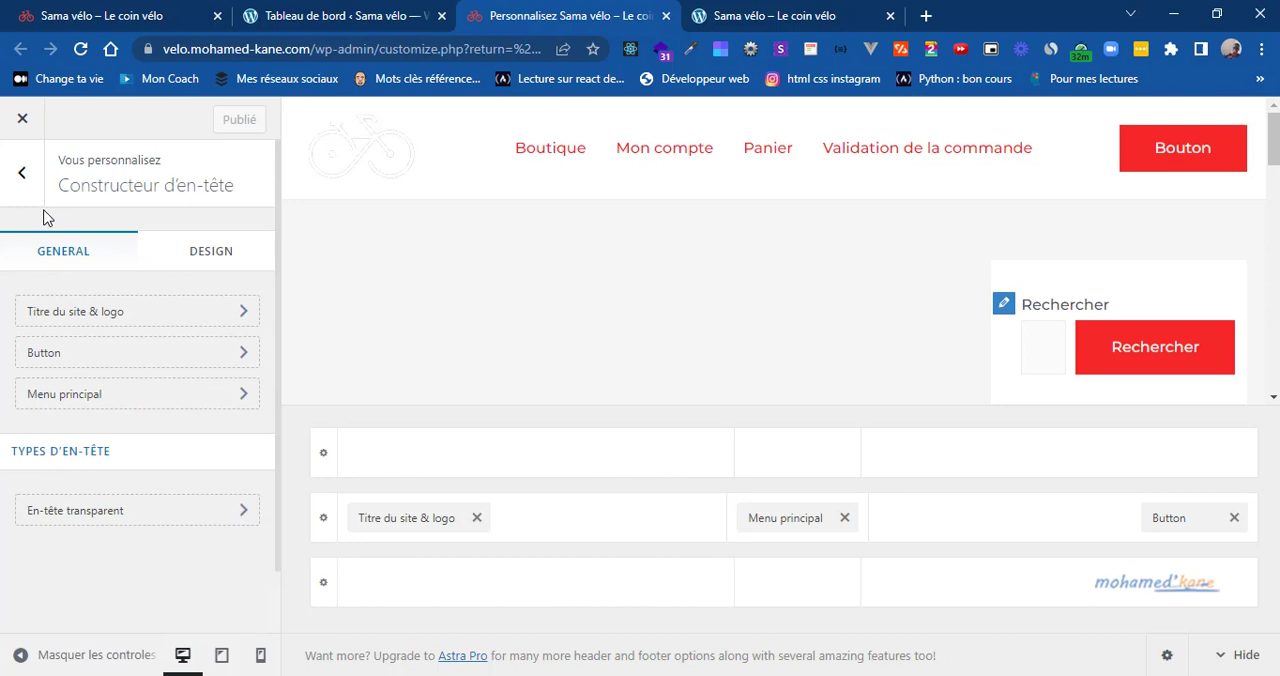 Sama vélo – Le coin vélo
Tableau de bord ‹ Sama vélo —
Personnalisez Sama vélo – Le coi
Sama vélo – Le coin vélo
velo.mohamed-kane.com/wp-admin/customize.php?return=%2...
31
32m
Change ta vie
Mon Coach
Mes réseaux sociaux
Mots clés référence...
Lecture sur react de...
Développeur web
html css instagram
Python : bon cours
Pour mes lectures
»
Publié
Vous personnalisez
Constructeur d'en-tête
GENERAL
DESIGN
Titre du site & logo
Button
Menu principal
TYPES D'EN-TÊTE
En-tête transparent
Masquer les controles
Boutique
Mon compte
Panier
Validation de la commande
Bouton
Rechercher
Rechercher
Titre du site & logo
Menu principal
Button
mohamed'kane
Want more? Upgrade to Astra Pro for many more header and footer options along with several amazing features too!
Hide